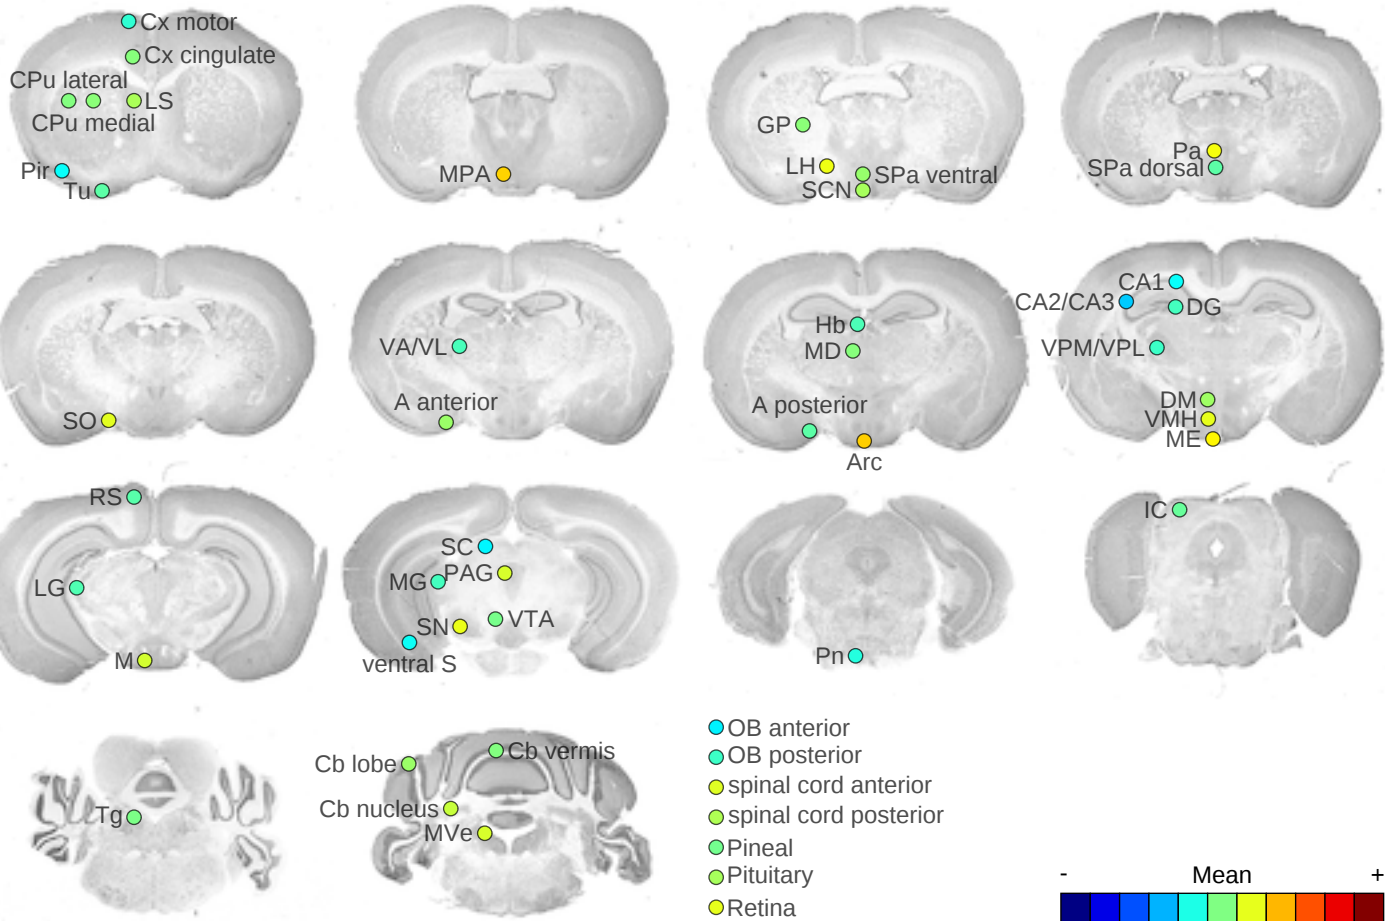 Cx motor
Cx cingulate
CPu lateral
LS
CPu medial
Pir
Tu
MPA
GP
LH
SPa ventral
SCN
Pa
SPa dorsal
SO
VA/VL
A anterior
Hb
MD
A posterior
Arc
CA1
CA2/CA3
DG
VPM/VPL
DM
VMH
ME
RS
LG
M
SC
MG
PAG
SN
VTA
ventral S
Pn
IC
Tg
Cb lobe
Cb vermis
Cb nucleus
MVe
OB anterior
OB posterior
spinal cord anterior
spinal cord posterior
Pineal
Pituitary
Retina
- Mean +